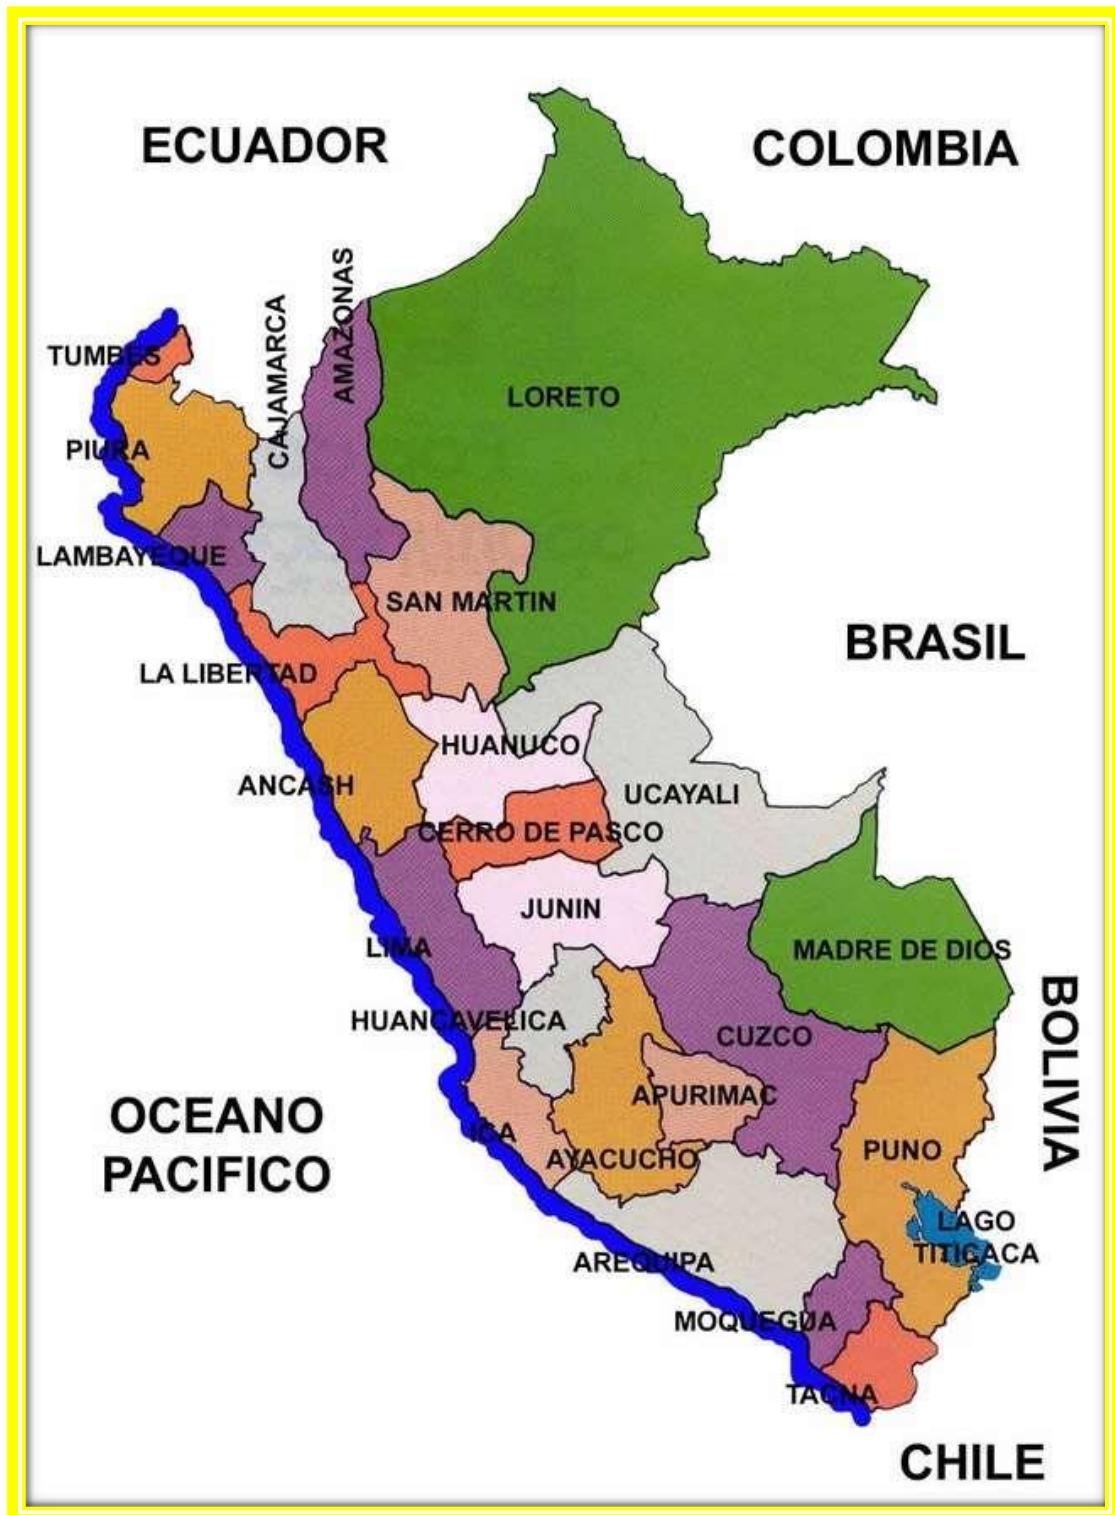 ECUADOR
COLOMBIA
AMAZONAS
CAJAMARCA
TUMBES
LORETO
PIURA
LAMBAYEQUE
SAN MARTIN
BRASIL
LA LIBERTAD
HUANUCO
ANCASH
UCAYALI
CERRO DE PASCO
JUNIN
LIMA
MADRE DE DIOS
HUANCAVELICA
CUZCO
BOLIVIA
APURIMAC
OCEANO
PACIFICO
ICA
AYACUCHO
PUNO
LAGO
TITICACA
AREQUIPA
MOQUEGUA
TACNA
CHILE